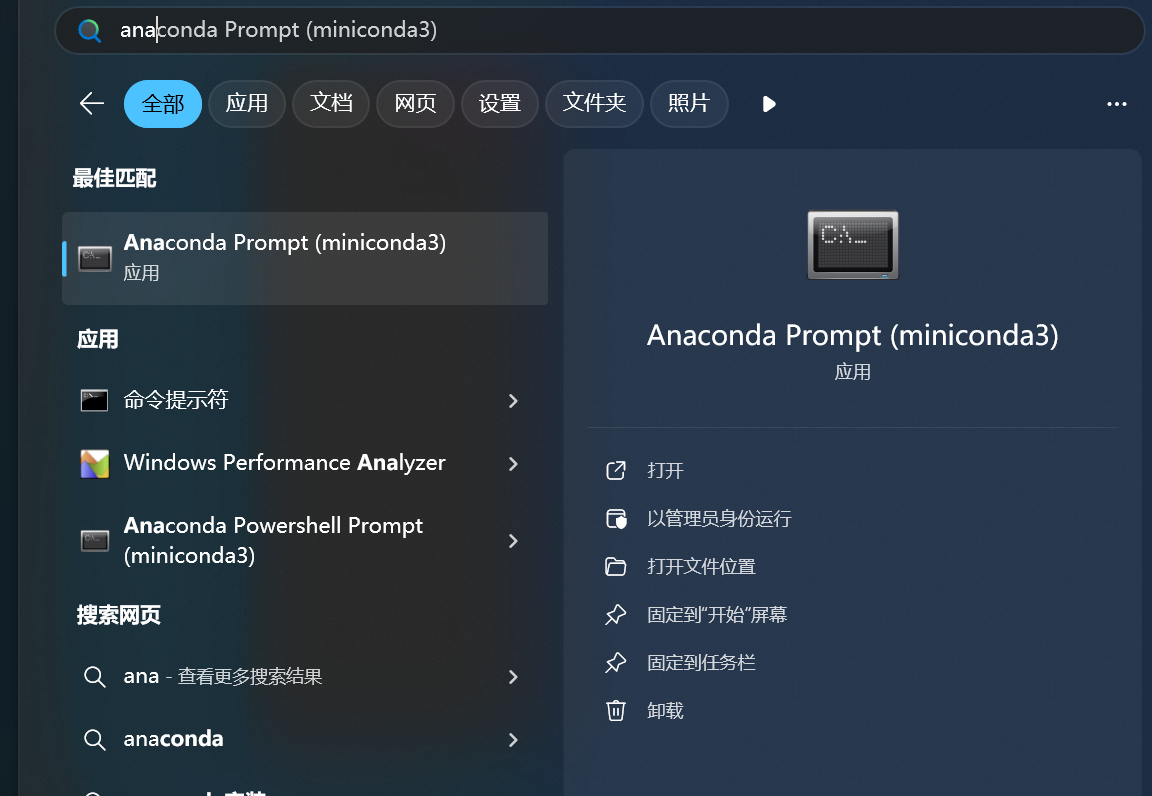 anaconda Prompt (miniconda3)
全部 应用 文档 网页 设置 文件夹 照片
最佳匹配
Anaconda Prompt (miniconda3)
应用
应用
命令提示符
Windows Performance Analyzer
Anaconda Powershell Prompt
(miniconda3)
搜索网页
ana - 查看更多搜索结果
anaconda
C:\_
Anaconda Prompt (miniconda3)
应用
打开
以管理员身份运行
打开文件位置
固定到“开始”屏幕
固定到任务栏
卸载